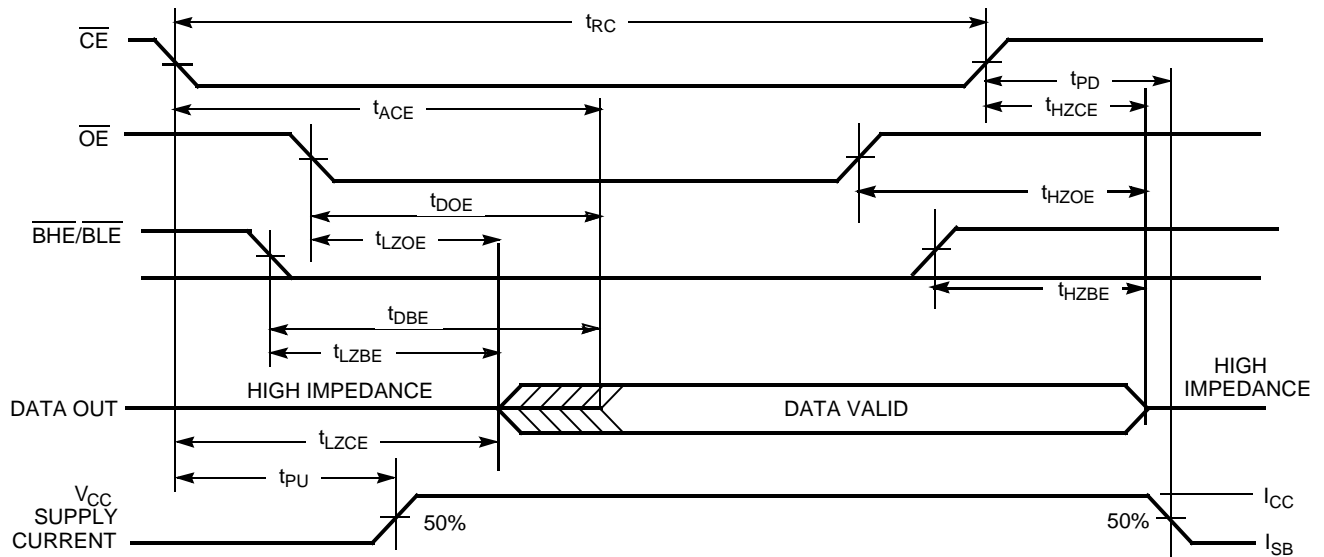 tRC
CE
tPD
tHZCE
tACE
OE
tDOE
tHZOE
BHE/BLE
tLZOE
tHZBE
tDBE
tLZBE
HIGH IMPEDANCE
HIGH
IMPEDANCE
DATA OUT
DATA VALID
tLZCE
tPU
VCC
SUPPLY
CURRENT
50%
50%
ICC
ISB